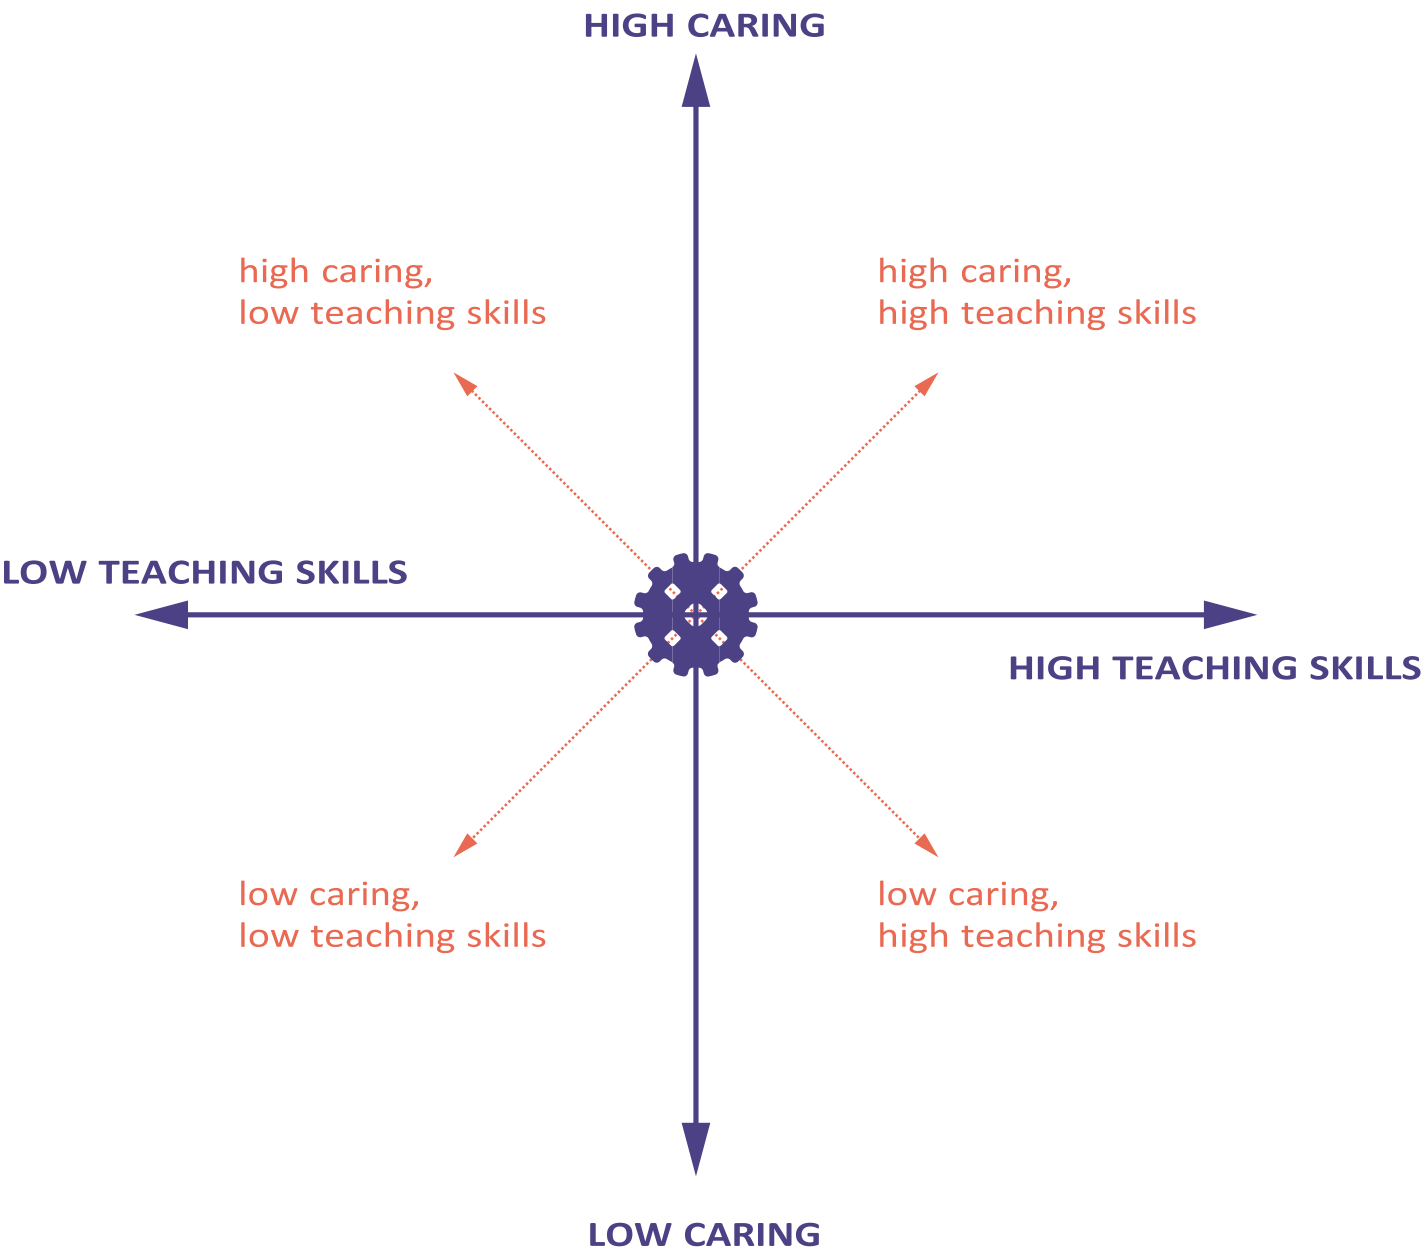 HIGH CARING
high caring,
low teaching skills
high caring,
high teaching skills
LOW TEACHING SKILLS
HIGH TEACHING SKILLS
low caring,
low teaching skills
low caring,
high teaching skills
LOW CARING